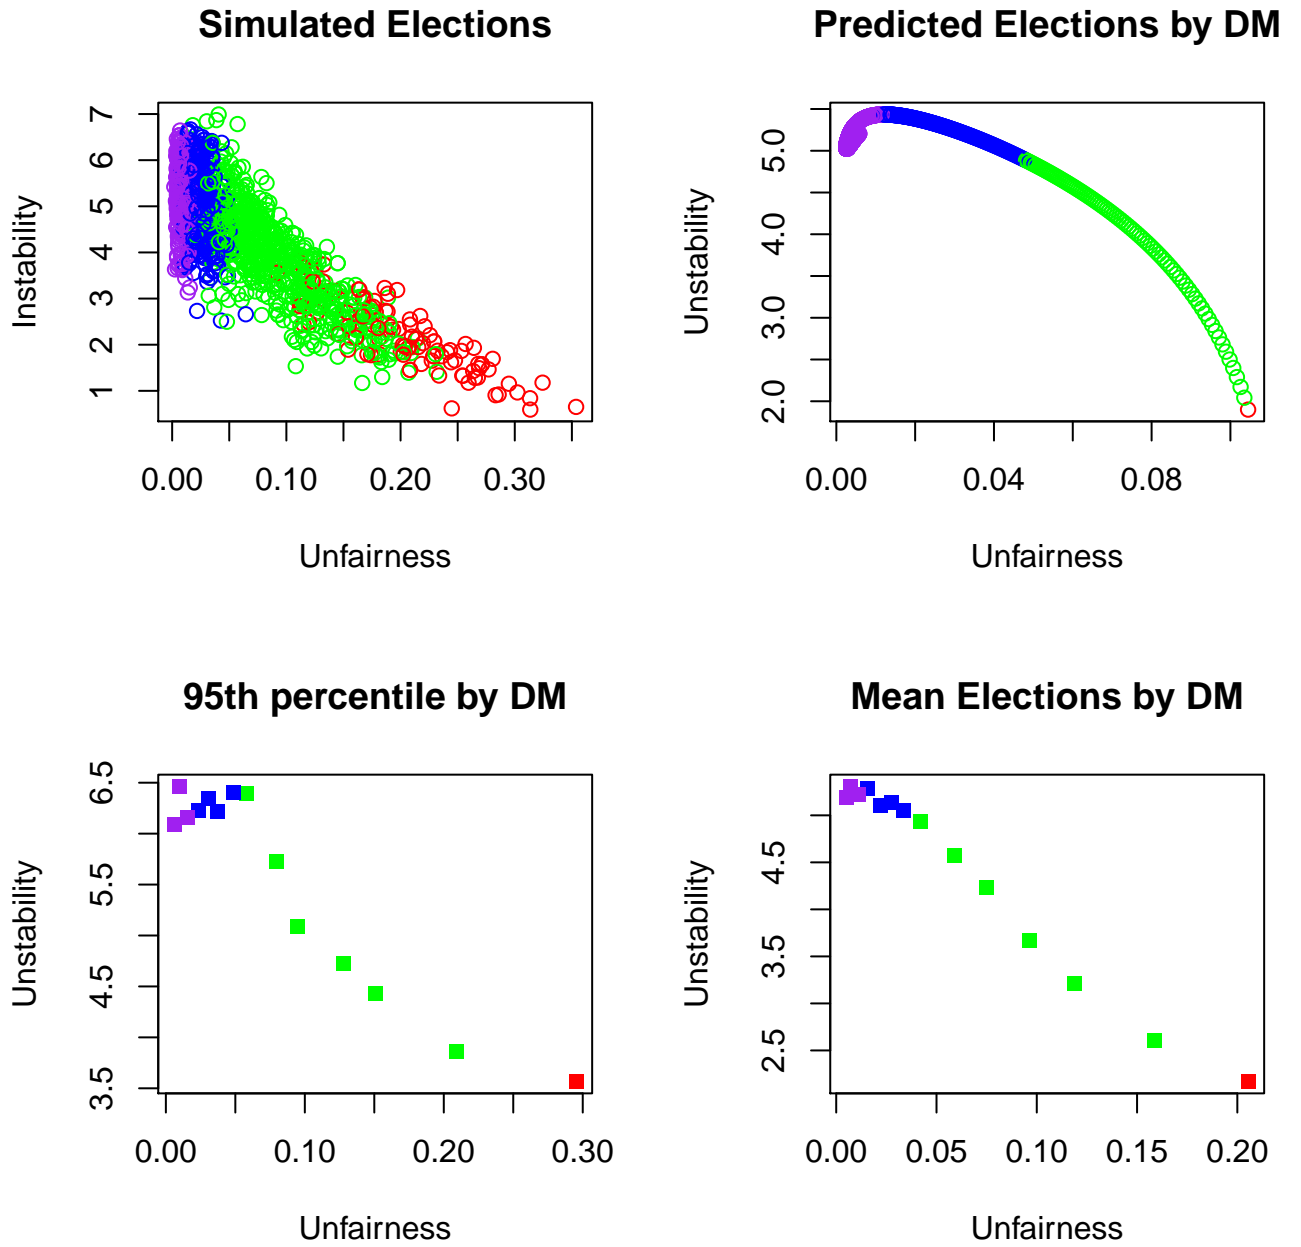 Simulated Elections
Instability
7
6
5
4
3
2
1
0.00 0.10 0.20 0.30
Unfairness
Predicted Elections by DM
Unstability
5.0
4.0
3.0
2.0
0.00 0.04 0.08
Unfairness
95th percentile by DM
Unstability
6.5
5.5
4.5
3.5
0.00 0.10 0.20 0.30
Unfairness
Mean Elections by DM
Unstability
4.5
3.5
2.5
0.00 0.05 0.10 0.15 0.20
Unfairness